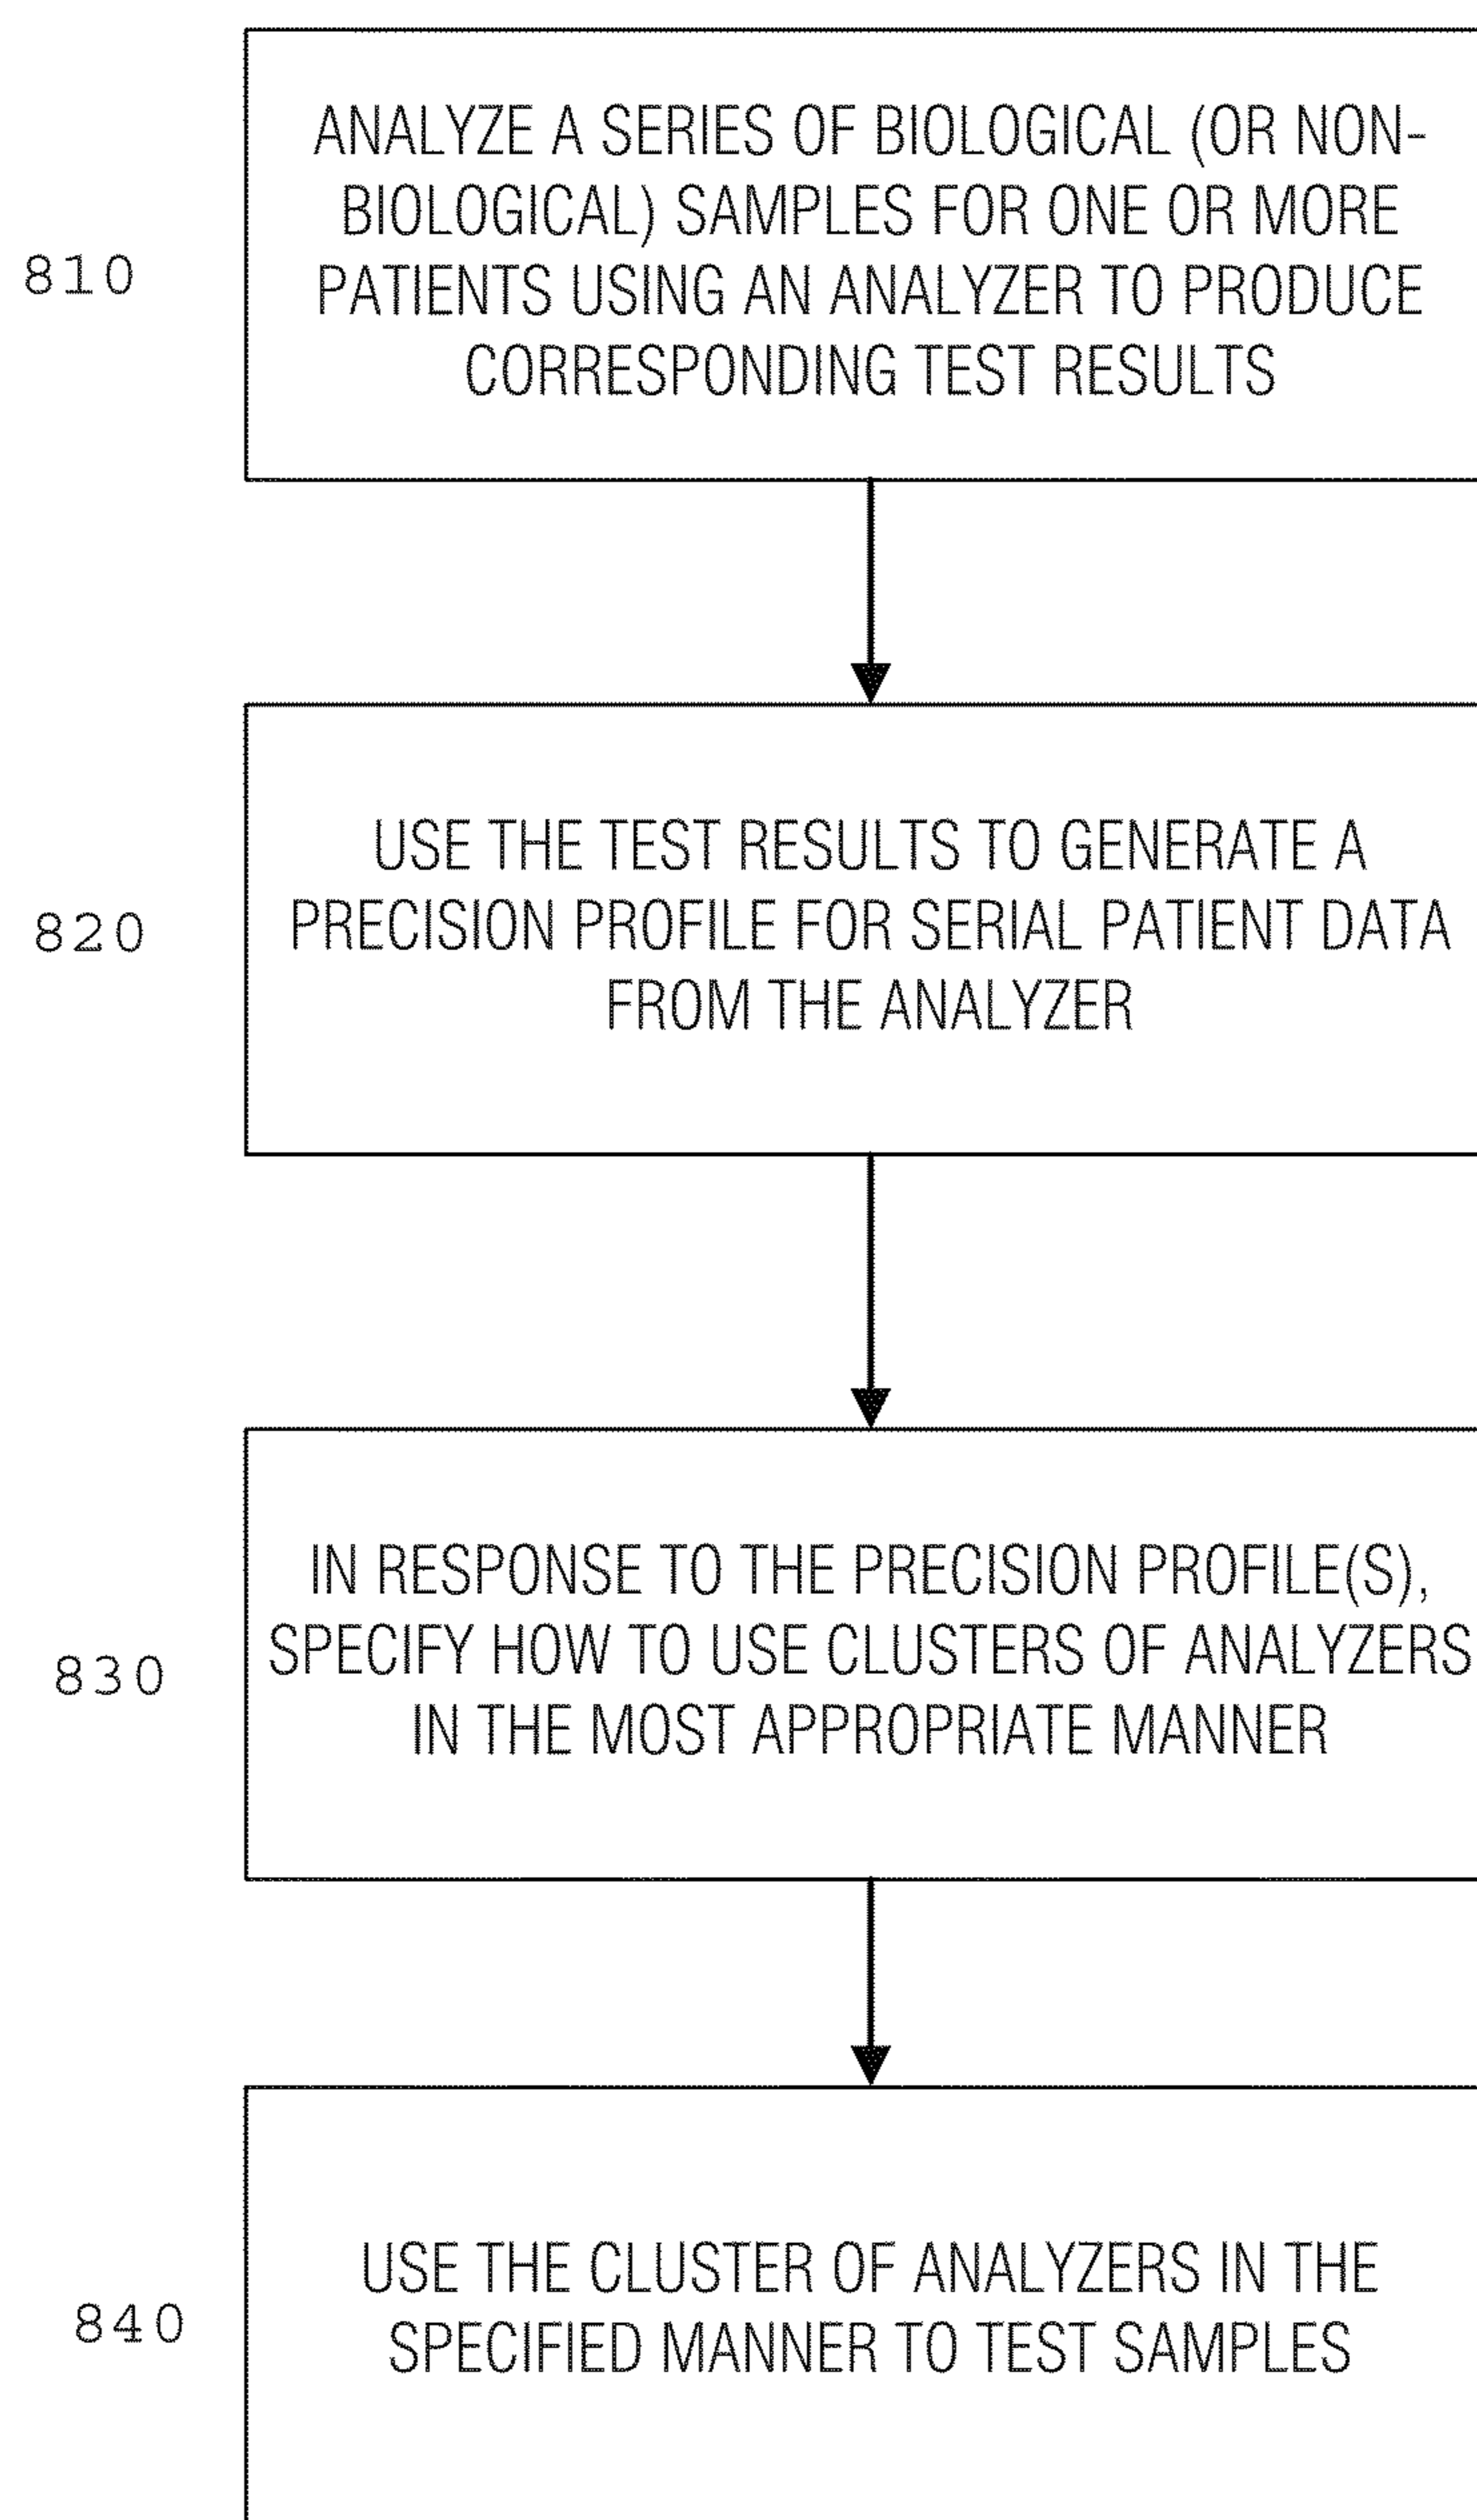 ANALYZE A SERIES OF BIOLOGICAL (OR NON-
BIOLOGICAL) SAMPLES FOR ONE OR MORE
810
PATIENTS USING AN ANALYZER TO PRODUCE
CORRESPONDING TEST RESULTS
USE THE TEST RESULTS TO GENERATE A
820
PRECISION PROFILE FOR SERIAL PATIENT DATA
FROM THE ANALYZER
IN RESPONSE TO THE PRECISION PROFILE(S),
SPECIFY HOW TO USE CLUSTERS OF ANALYZERS
830
IN THE MOST APPROPRIATE MANNER
USE THE CLUSTER OF ANALYZERS IN THE
840
SPECIFIED MANNER TO TEST SAMPLES